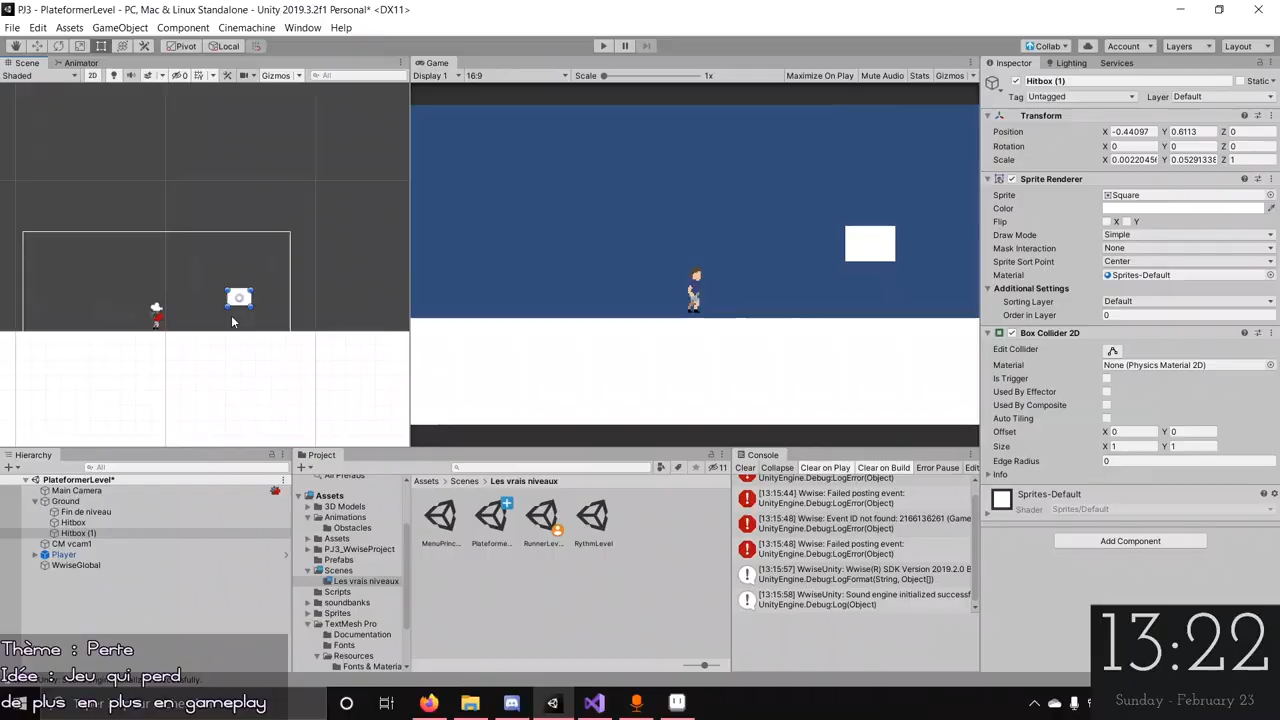 PJ3 - PlateformerLevel - PC, Mac & Linux Standalone - Unity 2019.3.2f1 Personal* <DX11>
File Edit Assets GameObject Component Cinemachine Window Help
Pivot Local Collab Account Layers Layout
Scene Animator
Shaded 2D 0 Gizmos All
Game
Display 1 16:9 Scale 1x Maximize On Play Mute Audio Stats Gizmos
Inspector Lighting Services
Hitbox (1) Static
Tag Untagged Layer Default
Transform
Position X -0.44097 Y 0.6113 Z 0
Rotation X 0 Y 0 Z 0
Scale X 0.0022045 Y 0.0529133 Z 1
Sprite Renderer
Sprite Square
Color
Flip X Y
Draw Mode Simple
Mask Interaction None
Sprite Sort Point Center
Material Sprites-Default
Additional Settings
Sorting Layer Default
Order in Layer 0
Box Collider 2D
Edit Collider
Material None (Physics Material 2D)
Is Trigger
Used By Effector
Used By Composite
Auto Tiling
Offset X 0 Y 0
Size X 1 Y 1
Edge Radius 0
Info
Sprites-Default
Shader Sprites/Default
Add Component
Hierarchy
All
PlateformerLevel*
Main Camera
Ground
Fin de niveau
Hitbox
Hitbox (1)
CM vcam1
Player
WwiseGlobal
Project
11
All Prefabs
Assets
3D Models
Animations
Obstacles
Assets
PJ3_WwiseProject
Prefabs
Scenes
Les vrais niveaux
Scripts
soundbanks
Sprites
TextMesh Pro
Documentation
Fonts
Resources
Fonts & Materia
Assets > Scenes > Les vrais niveaux
MenuPrinc... Plateforme... RunnerLev... RythmLevel
Console
Clear Collapse Clear on Play Clear on Build Error Pause Edit
UnityEngine.Debug:LogError(Object)
[13:15:44] Wwise: Failed posting event:
UnityEngine.Debug:LogError(Object)
[13:15:48] Wwise: Event ID not found: 2166136261 (Game
UnityEngine.Debug:LogError(Object)
[13:15:48] Wwise: Failed posting event:
UnityEngine.Debug:LogError(Object)
[13:15:57] WwiseUnity: Wwise(R) SDK Version 2019.2.0 B
UnityEngine.Debug:LogFormat(String, Object[])
[13:15:58] WwiseUnity: Sound engine initialized successf
UnityEngine.Debug:Log(Object)
Thème : Perte
Idée : Jeu qui perd
de plus en plus en gameplay
13:22
Sunday - February 23